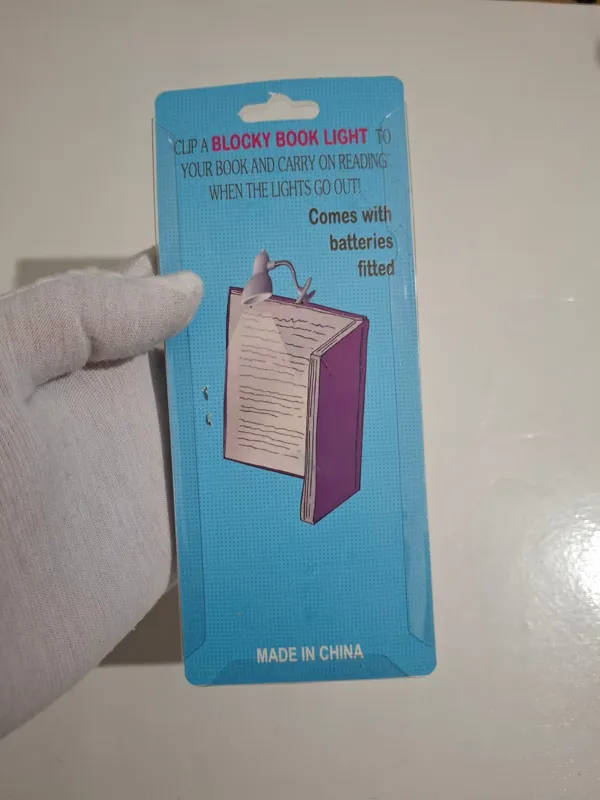 CLIP A BLOCKY BOOK LIGHT TO
YOUR BOOK AND CARRY ON READING
WHEN THE LIGHTS GO OUT!
Comes with
batteries
fitted
MADE IN CHINA